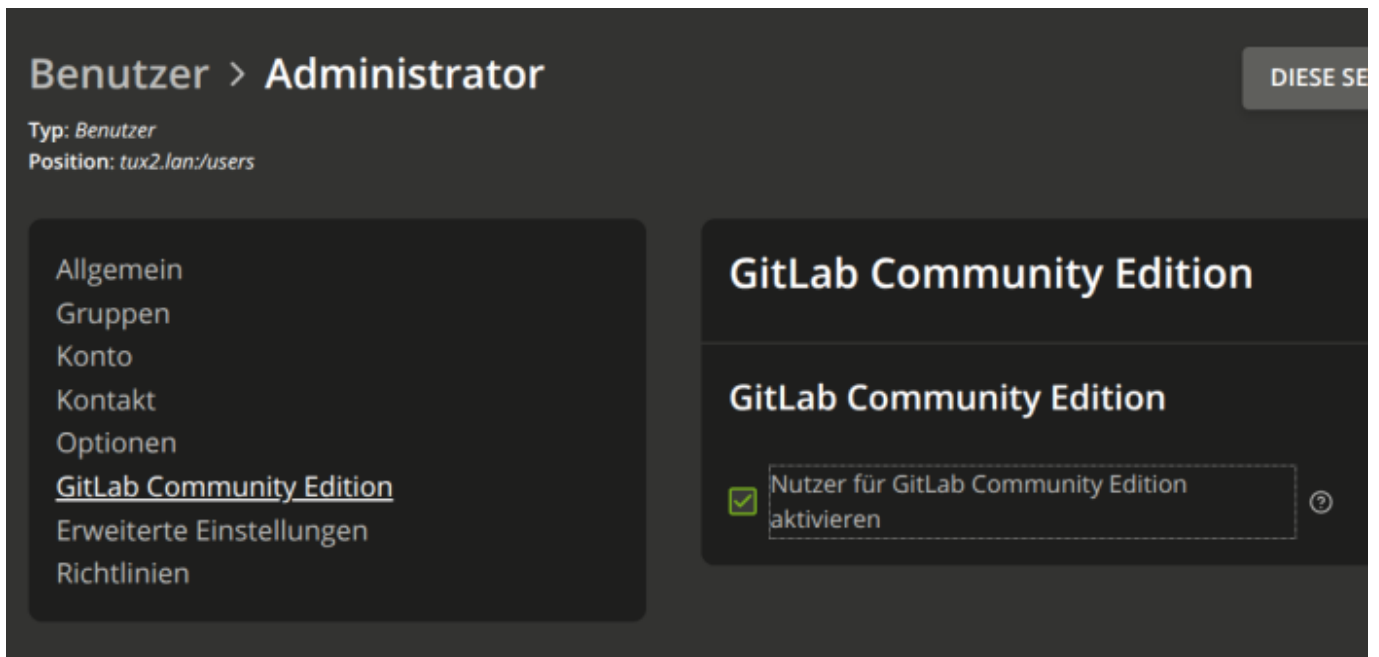 Benutzer > Administrator
DIESE SE
Typ: Benutzer
Position: tux2.lan:/users
Allgemein
Gruppen
Konto
Kontakt
Optionen
GitLab Community Edition
Erweiterte Einstellungen
Richtlinien
GitLab Community Edition
GitLab Community Edition
Nutzer für GitLab Community Edition
aktivieren